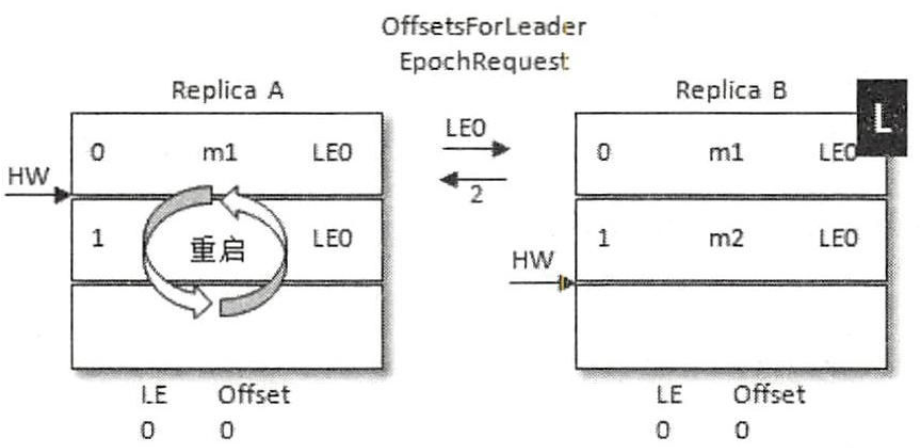 OffsetsForLeader
EpochRequest
Replica A
Replica B
L
0 m1 LE0
LE0
2
0 m1 LE0
HW
1 重启 LE0
HW
1 m2 LE0
LE Offset
0 0
LE Offset
0 0